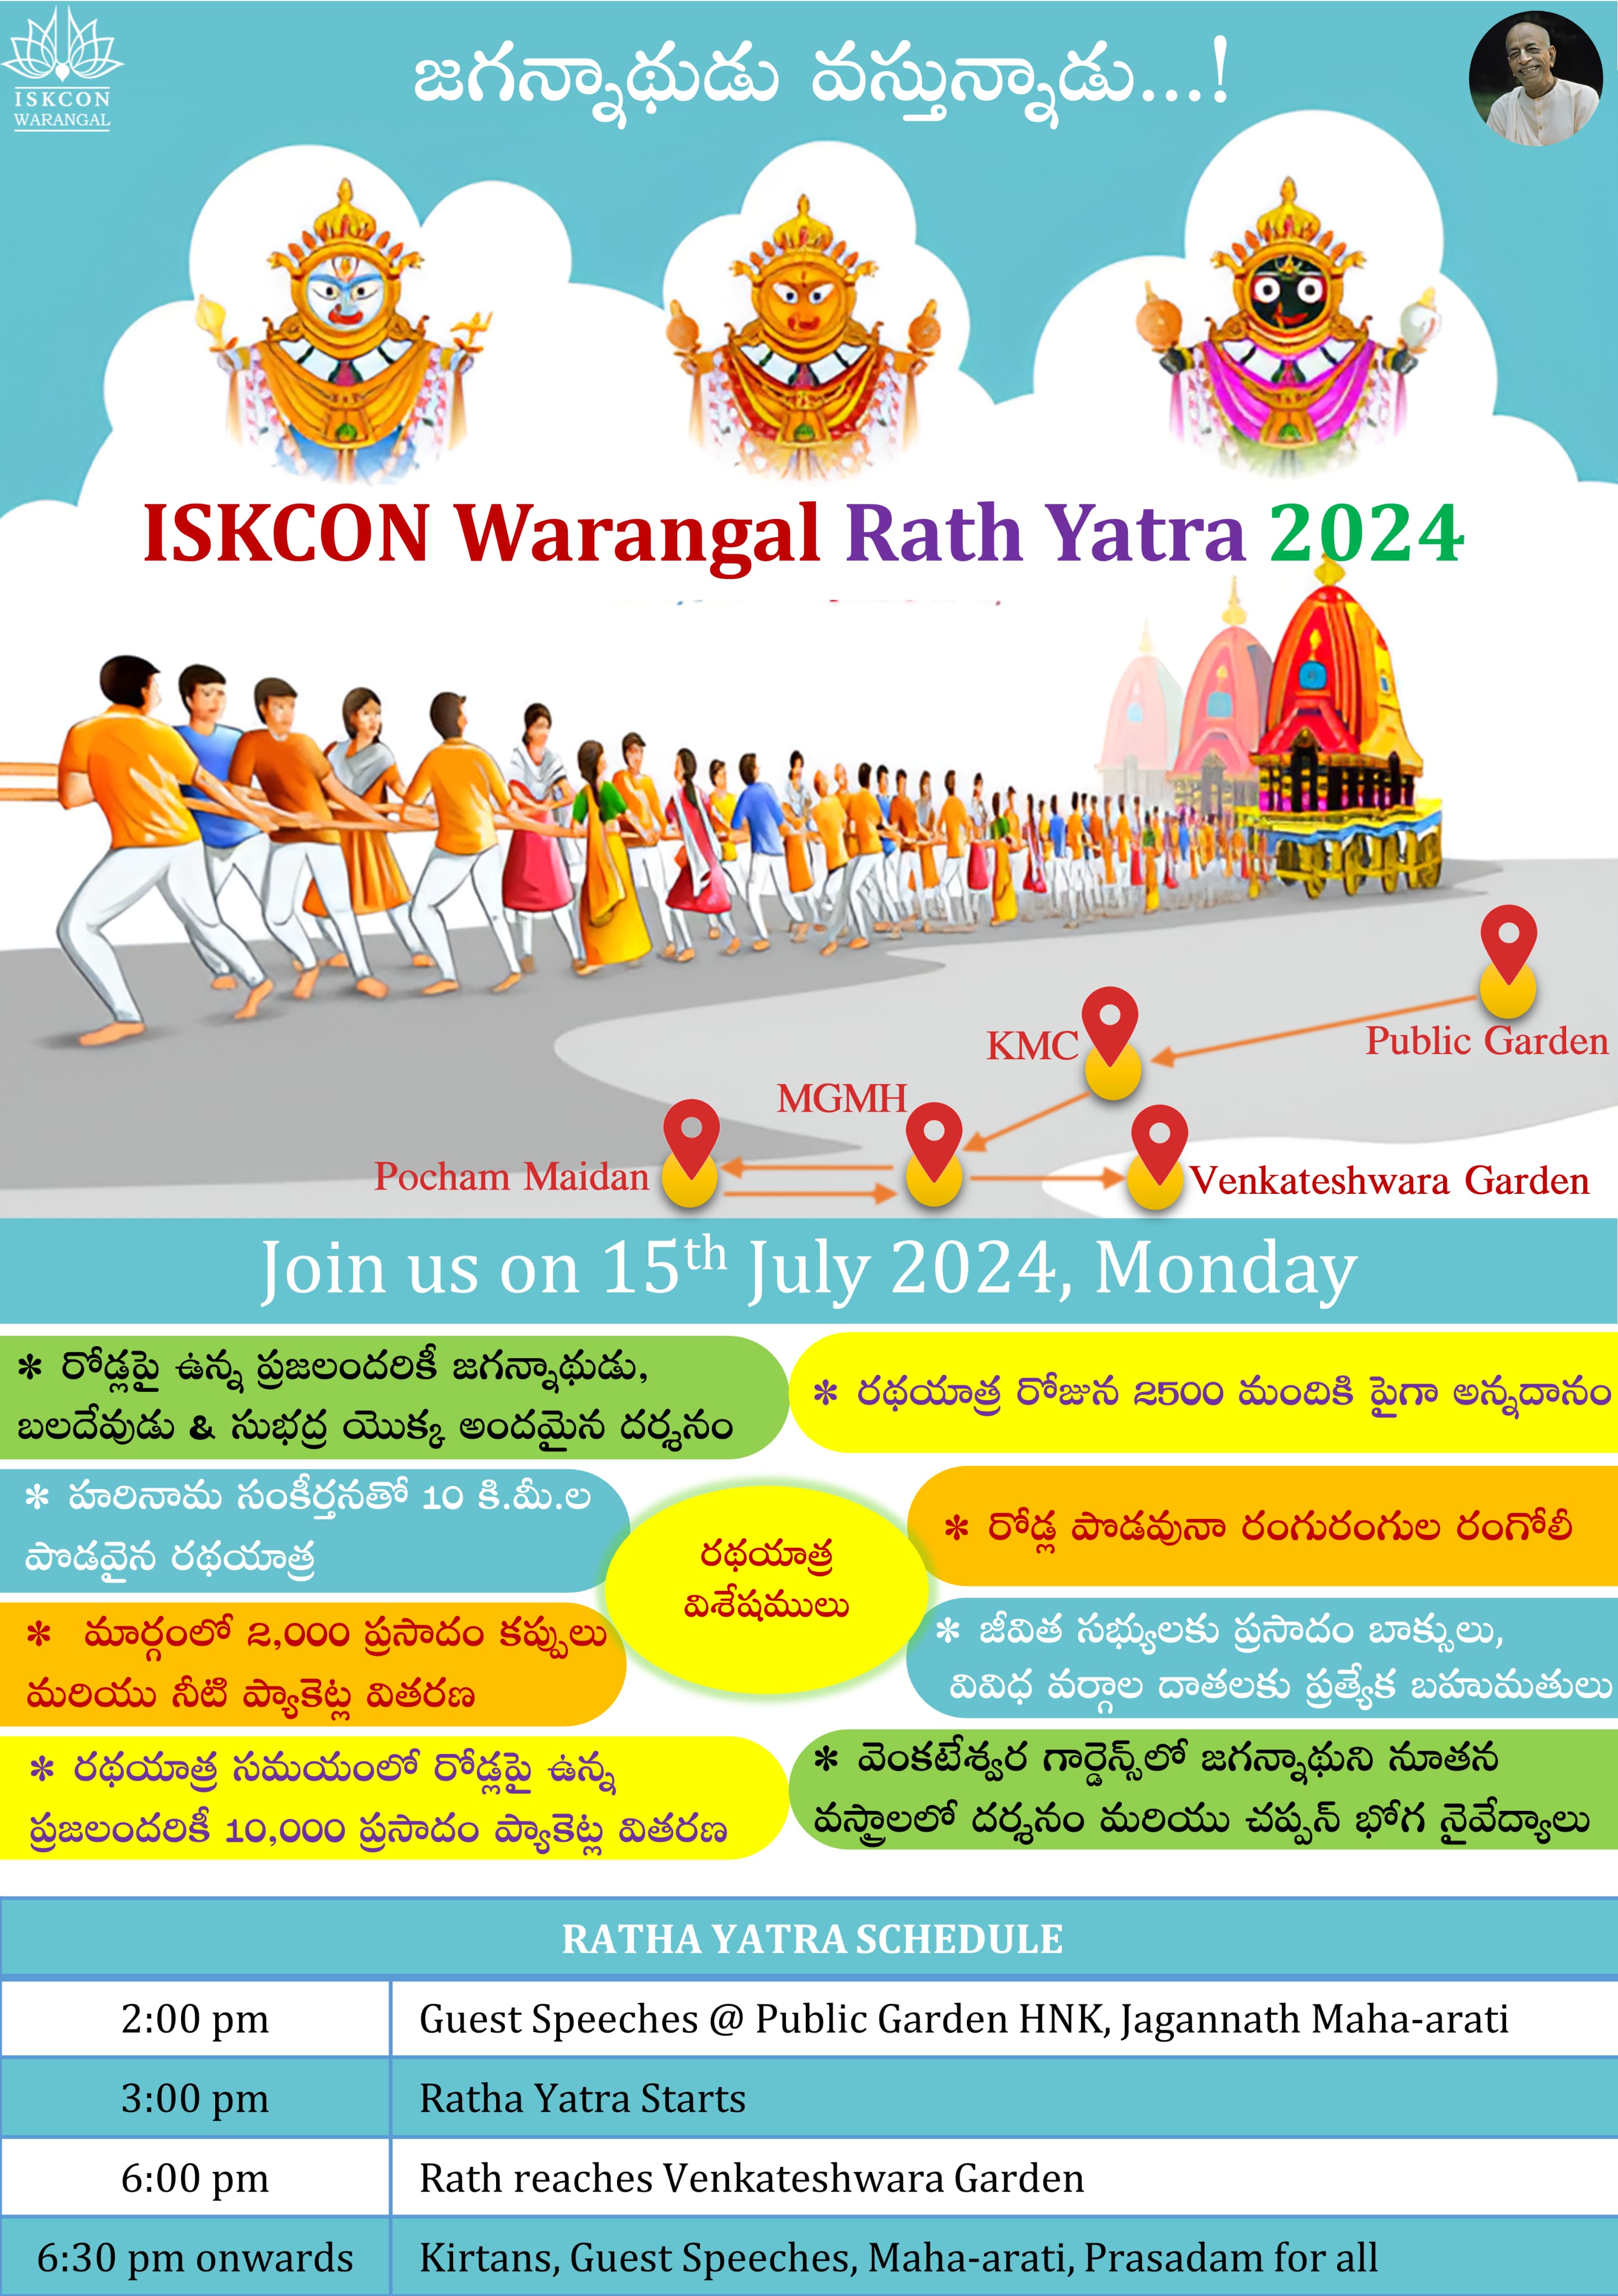 ISKCON
WARANGAL
జగన్నాథుడు వస్తున్నాడు...!
ISKCON Warangal Rath Yatra 2024
Public Garden
KMC
MGMH
Pocham Maidan
Venkateshwara Garden
Join us on 15th July 2024, Monday
* రోడ్లపై ఉన్న ప్రజలందరికీ జగన్నాథుడు,
బలదేవుడు & సుభద్ర యొక్క అందమైన దర్శనం
* రథయాత్ర రోజున 2500 మందికి పైగా అన్నదానం
* హరినామ సంకీర్తనతో 10 కి.మీ.ల
పొడవైన రథయాత్ర
* రోడ్ల పొడవునా రంగురంగుల రంగోలీ
రథయాత్ర
విశేషములు
* మార్గంలో 2,000 ప్రసాదం కప్పులు
మరియు నీటి ప్యాకెట్ల వితరణ
* జీవిత సభ్యులకు ప్రసాదం బాక్సులు,
వివిధ వర్గాల దాతలకు ప్రత్యేక బహుమతులు
* రథయాత్ర సమయంలో రోడ్లపై ఉన్న
ప్రజలందరికీ 10,000 ప్రసాదం ప్యాకెట్ల వితరణ
* వెంకటేశ్వర గార్డెన్స్‌లో జగన్నాథుని నూతన
వస్త్రాలలో దర్శనం మరియు చప్పన్ భోగ నైవేద్యాలు
RATHA YATRA SCHEDULE
2:00 pm Guest Speeches @ Public Garden HNK, Jagannath Maha-arati
3:00 pm Ratha Yatra Starts
6:00 pm Rath reaches Venkateshwara Garden
6:30 pm onwards Kirtans, Guest Speeches, Maha-arati, Prasadam for all